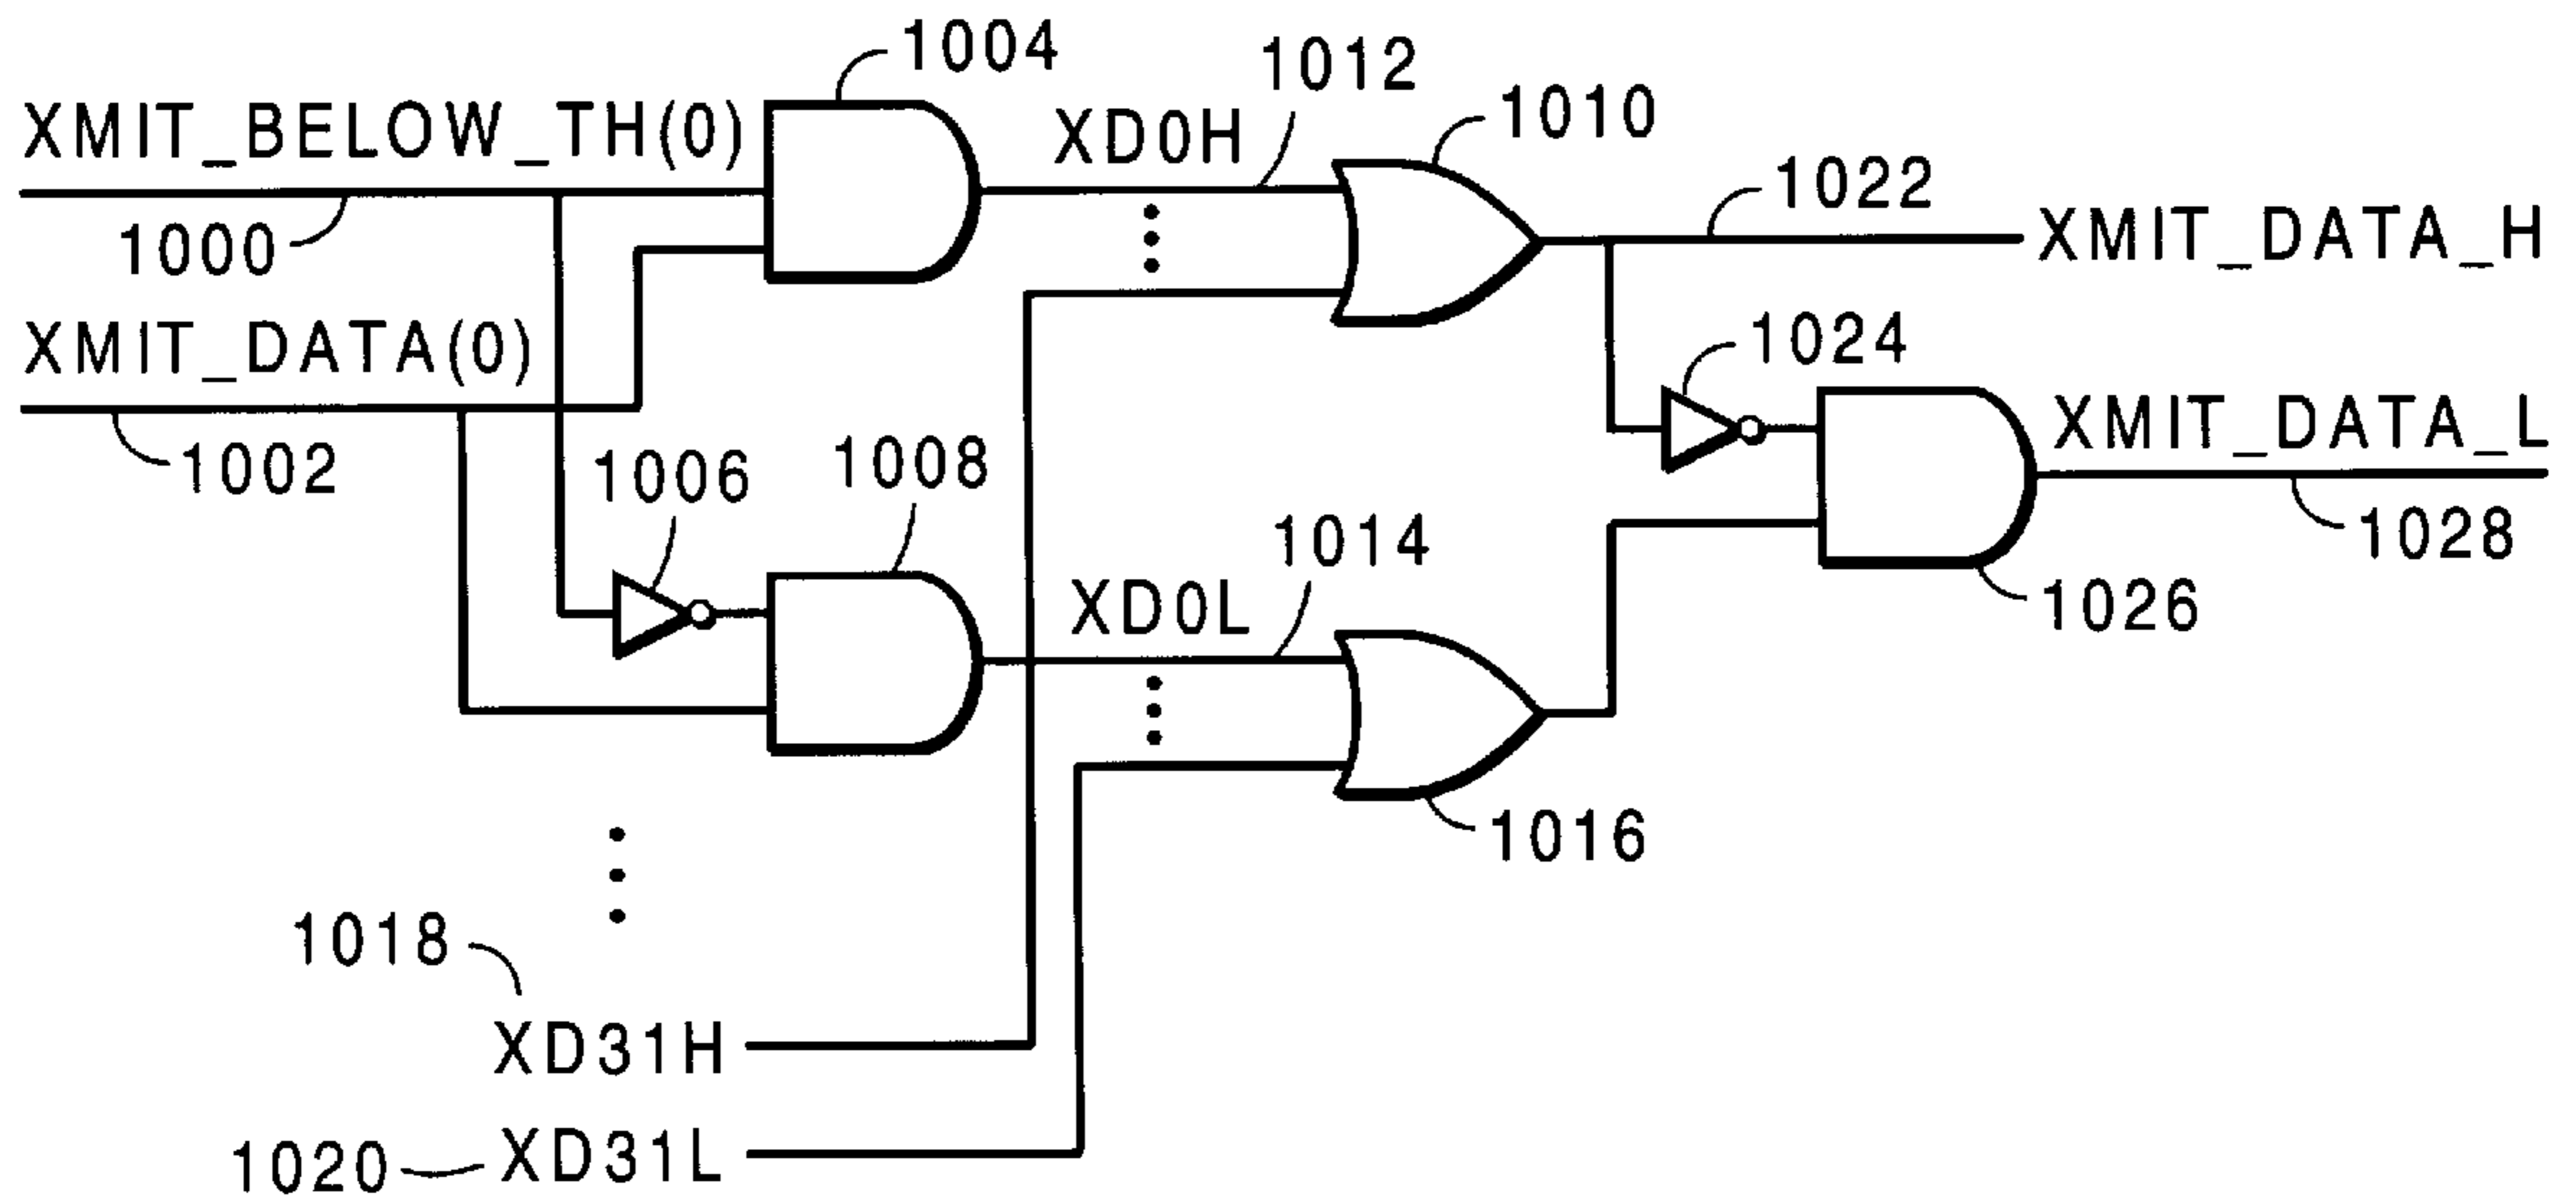 1004
1012
1010
XMIT_BELOW_TH(0)
XD0H
1022
1000
XMIT_DATA_H
XMIT_DATA(0)
1024
XMIT_DATA_L
1002
1006
1008
1014
1028
XD0L
1026
1016
1018
XD31H
1020
XD31L